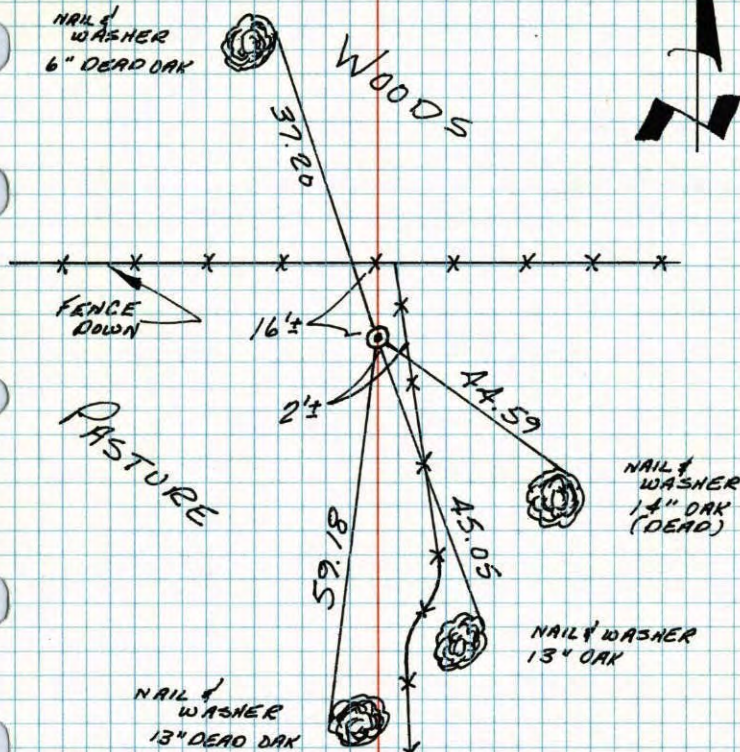 NAIL &
WASHER
6" DEAD OAK
WOODS
N
37.20
FENCE
DOWN
16'±
2'±
PASTURE
44.59
NAIL &
WASHER
14" OAK
(DEAD)
59.18
45.05
NAIL & WASHER
13" OAK
NAIL &
WASHER
13" DEAD OAK